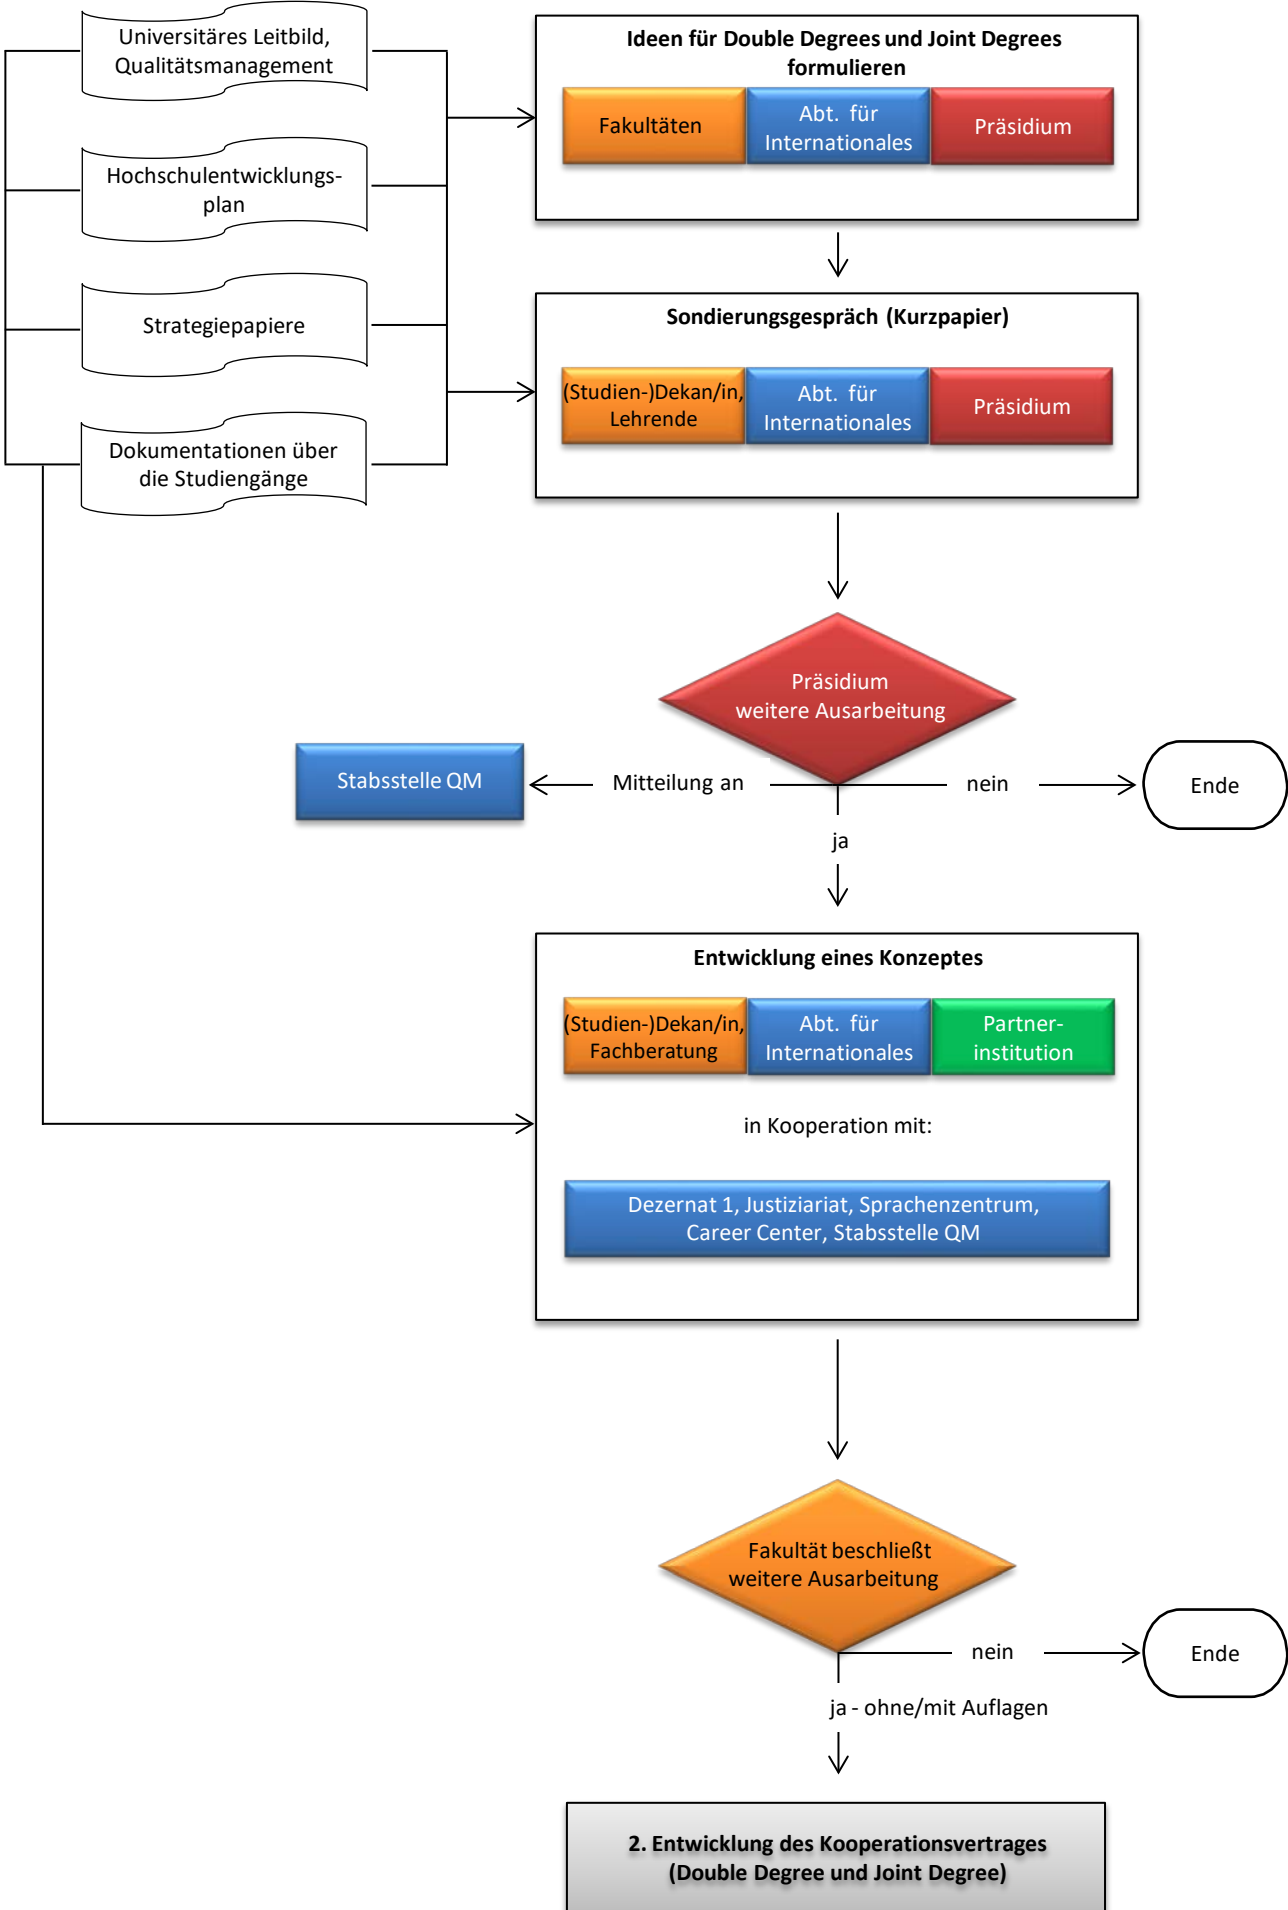 Universitäres Leitbild,
Qualitätsmanagement
Hochschulentwicklungs-
plan
Strategiepapiere
Dokumentationen über
die Studiengänge
Ideen für Double Degrees und Joint Degrees
formulieren
Fakultäten
Abt. für
Internationales
Präsidium
Sondierungsgespräch (Kurzpapier)
(Studien-)Dekan/in,
Lehrende
Abt. für
Internationales
Präsidium
Präsidium
weitere Ausarbeitung
Stabsstelle QM
Mitteilung an
nein
Ende
ja
Entwicklung eines Konzeptes
(Studien-)Dekan/in,
Fachberatung
Abt. für
Internationales
Partner-
institution
in Kooperation mit:
Dezernat 1, Justiziariat, Sprachenzentrum,
Career Center, Stabsstelle QM
Fakultät beschließt
weitere Ausarbeitung
nein
Ende
ja - ohne/mit Auflagen
2. Entwicklung des Kooperationsvertrages
(Double Degree und Joint Degree)